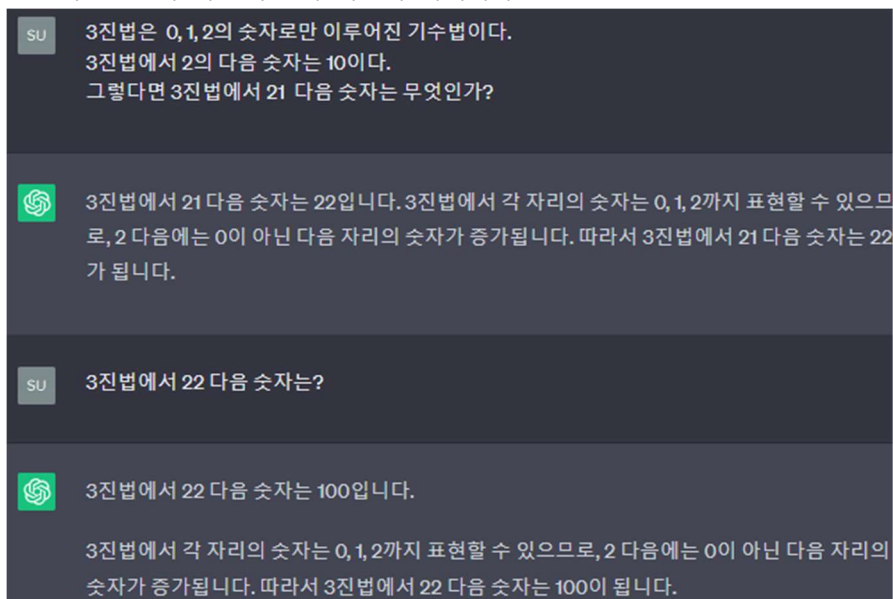 SU
3진법은 0, 1, 2의 숫자로만 이루어진 기수법이다.
3진법에서 2의 다음 숫자는 10이다.
그렇다면 3진법에서 21 다음 숫자는 무엇인가?
3진법에서 21 다음 숫자는 22입니다. 3진법에서 각 자리의 숫자는 0, 1, 2까지 표현할 수 있으므
로, 2 다음에는 0이 아닌 다음 자리의 숫자가 증가됩니다. 따라서 3진법에서 21 다음 숫자는 22
가 됩니다.
SU
3진법에서 22 다음 숫자는?
3진법에서 22 다음 숫자는 100입니다.
3진법에서 각 자리의 숫자는 0, 1, 2까지 표현할 수 있으므로, 2 다음에는 0이 아닌 다음 자리의
숫자가 증가됩니다. 따라서 3진법에서 22 다음 숫자는 100이 됩니다.